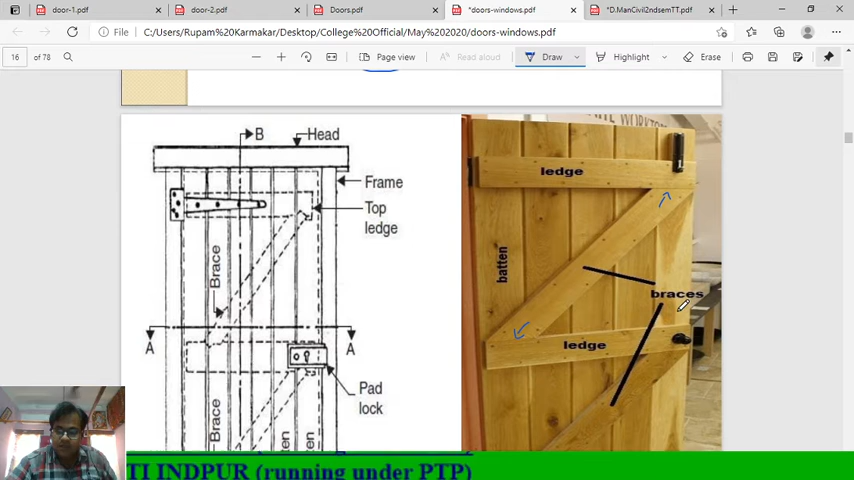 door-1.pdf
door-2.pdf
Doors.pdf
*doors-windows.pdf
*D.ManCivil2ndsemTT.pdf
C:/Users/Rupam%20Karmakar/Desktop/College%20Official/May%202020/doors-windows.pdf
16 of 78
Page view
Read aloud
Draw
Highlight
Erase
B
Head
Frame
Top
ledge
Brace
A
A
Pad
lock
Brace
ten
ten
ledge
batten
braces
ledge
TI INDPUR (running under PTP)